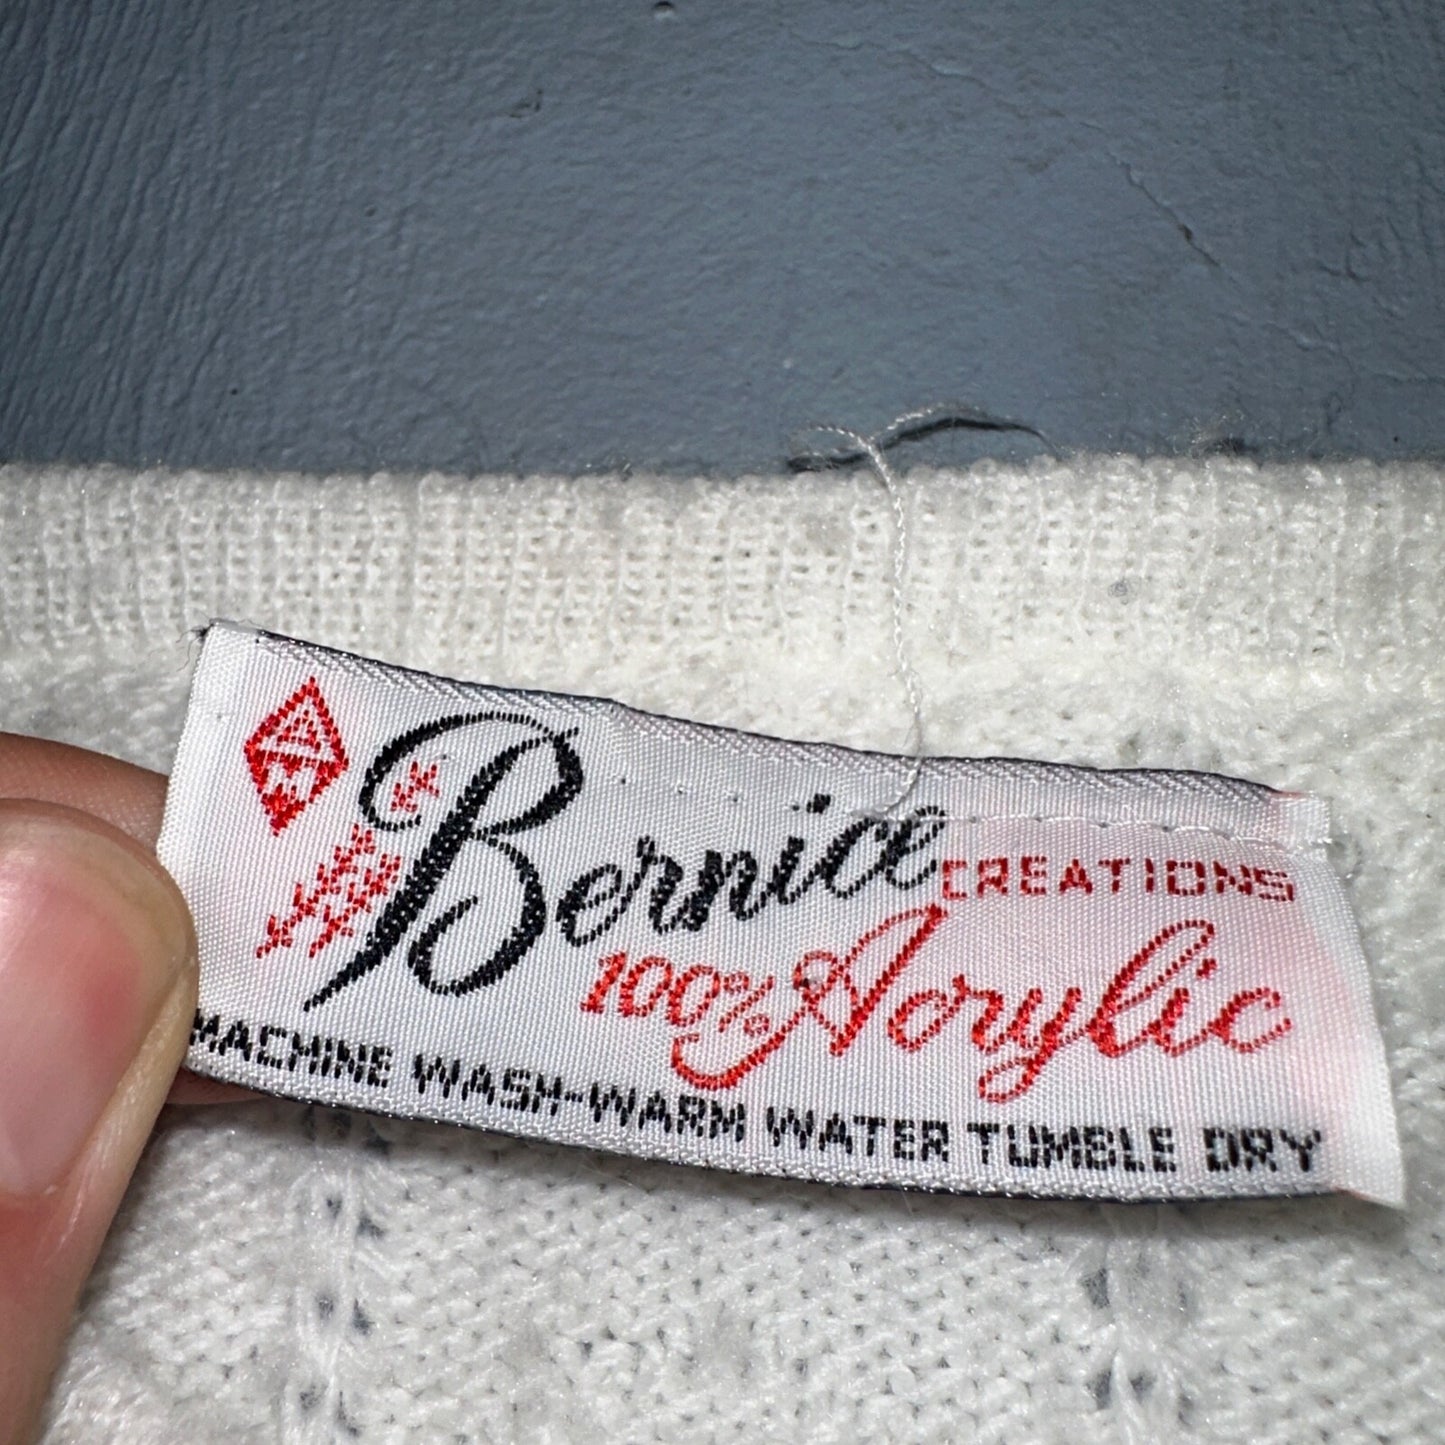 Bernice CREATIONS
100% Acrylic
MACHINE WASH-WARM WATER TUMBLE DRY